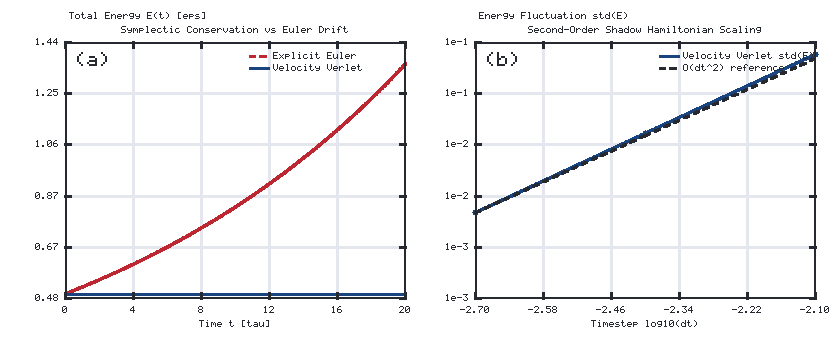 Total Energy E(t) [eps]
Symplectic Conservation vs Euler Drift
(a)
Explicit Euler
Velocity Verlet
1.44
1.25
1.06
0.87
0.67
0.48
0
4
8
12
16
20
Time t [tau]
Energy Fluctuation std(E)
Second-Order Shadow Hamiltonian Scaling
(b)
Velocity Verlet std(E)
O(dt^2) reference
1e-1
1e-1
1e-2
1e-2
1e-3
1e-3
-2.70
-2.58
-2.46
-2.34
-2.22
-2.10
Timestep log10(dt)